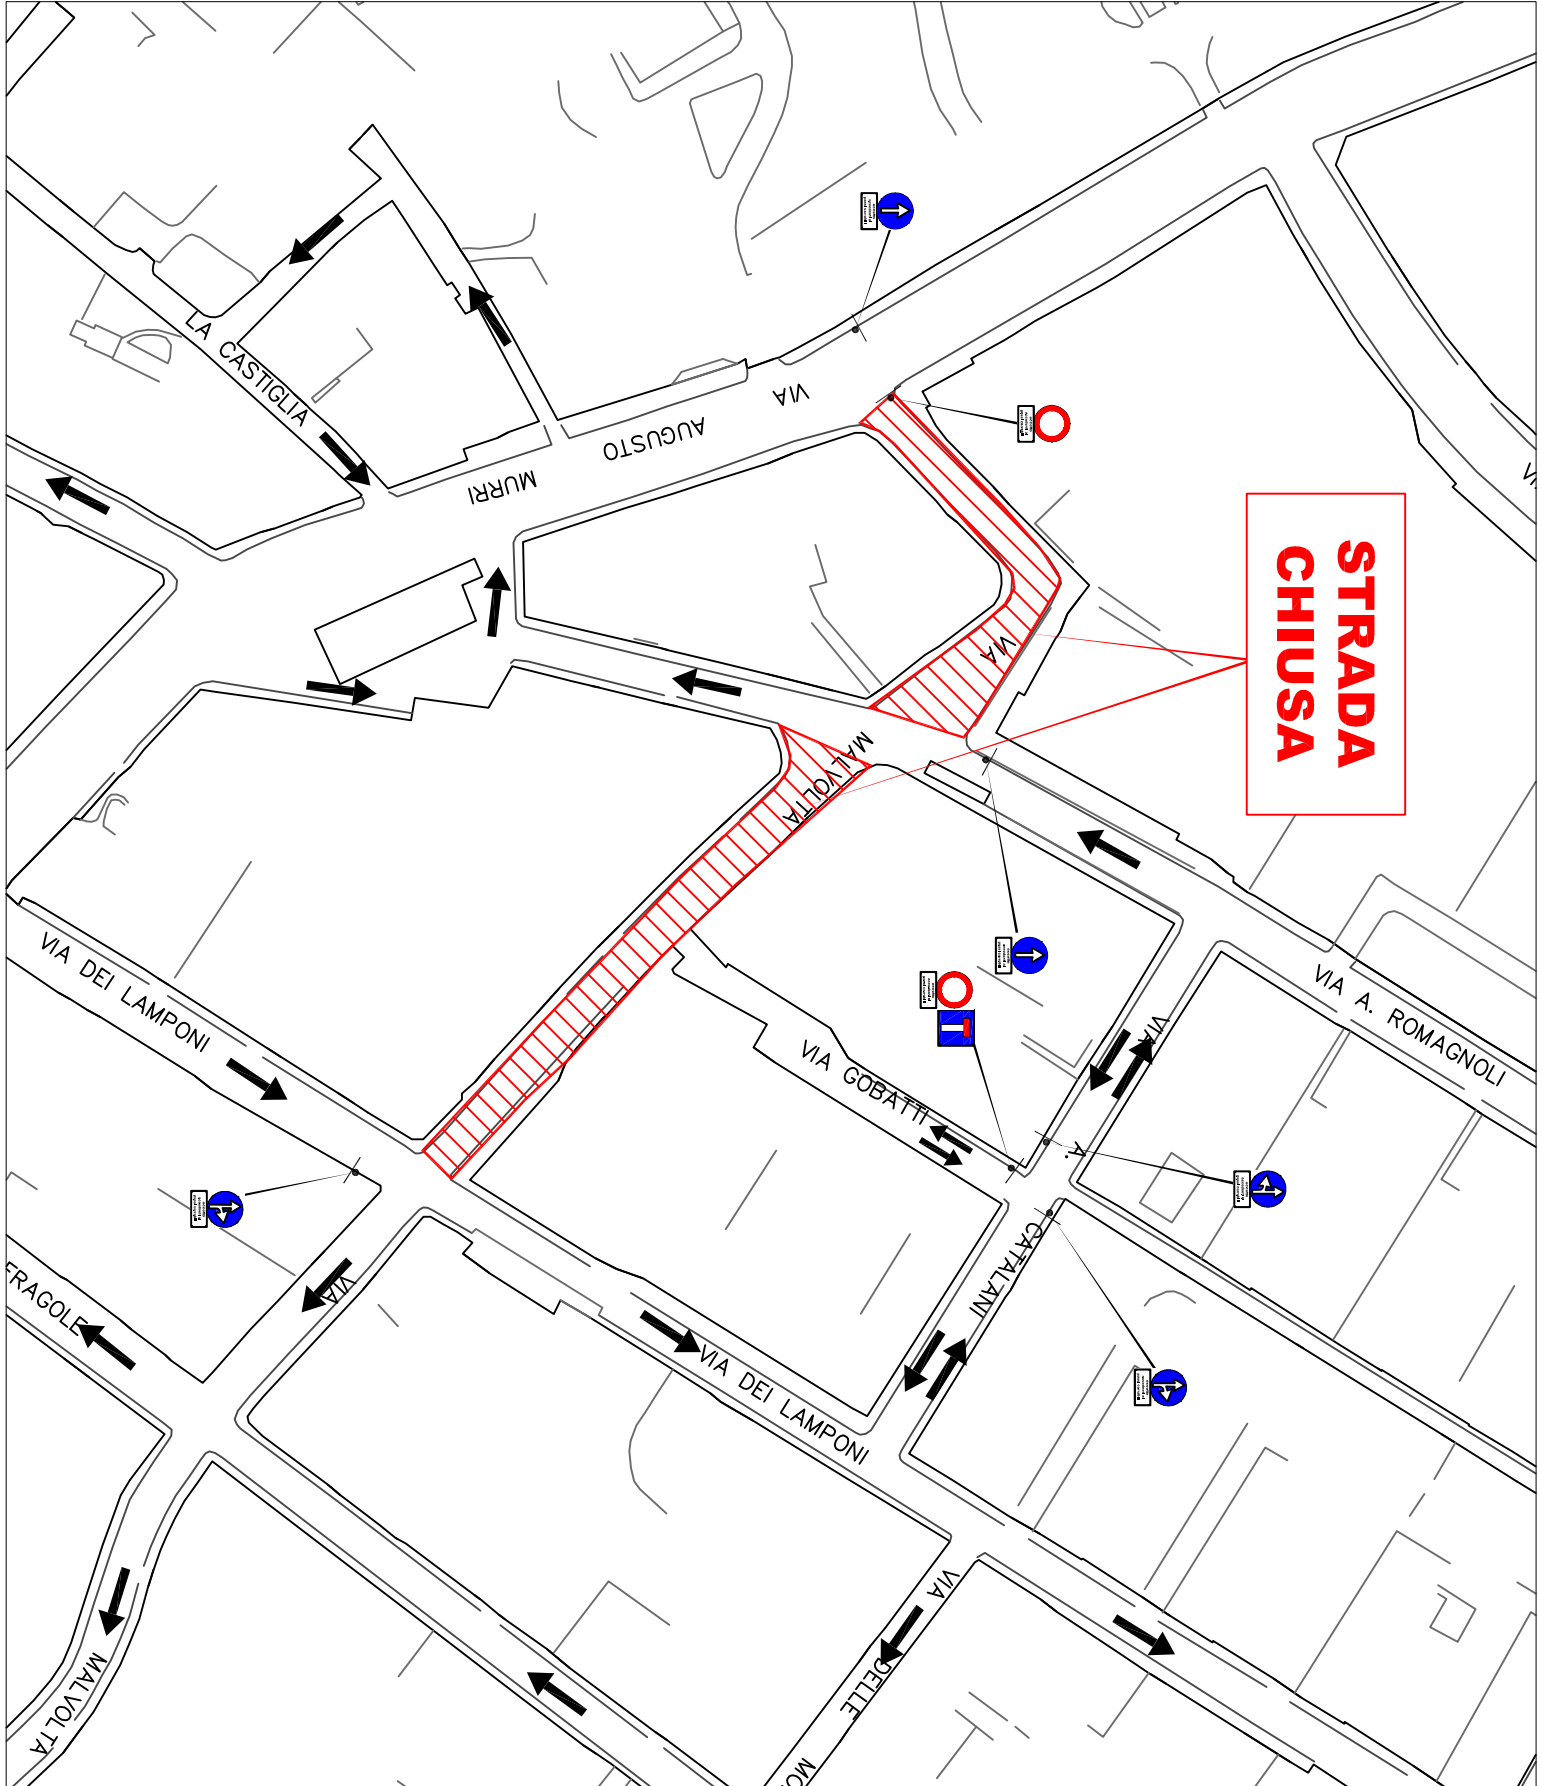 LA CASTIGLIA
VIA
AUGUSTO
MURRI
STRADA
CHIUSA
VIA
MALVOLTA
VIA DEI LAMPONI
VIA GOBATTI
VIA A. ROMAGNOLI
VIA
A.
CATALANI
VIA
FRAGOLE
VIA DEI LAMPONI
VIA
DELLE
MALVOLTA